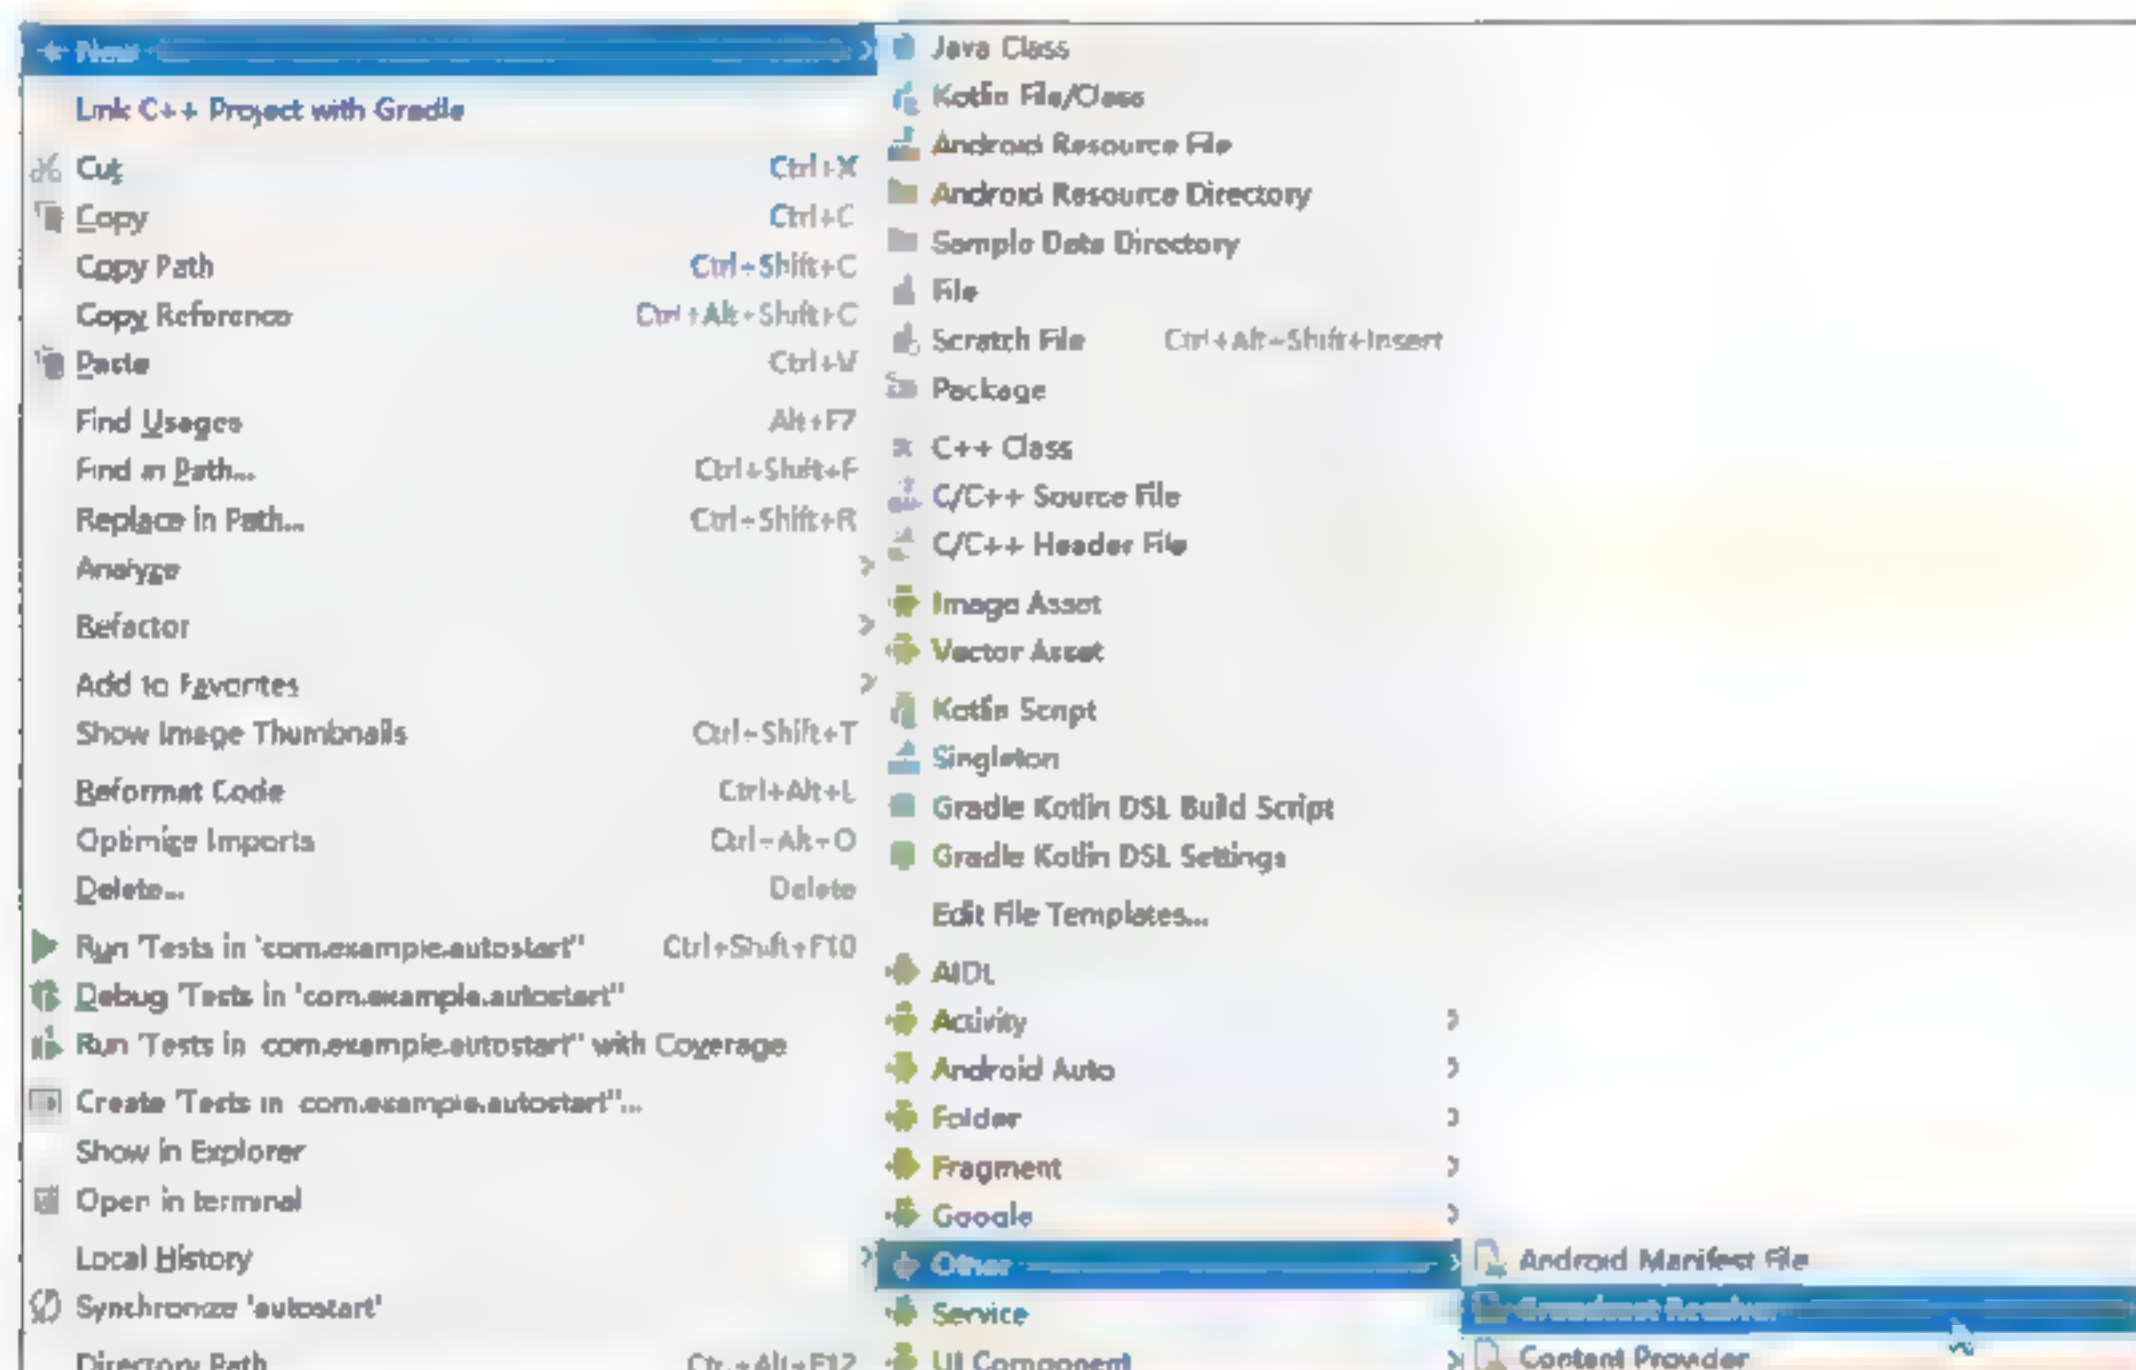 New
Link C++ Project with Gradle
Cut Ctrl+X
Copy Ctrl+C
Copy Path Ctrl+Shift+C
Copy Reference Ctrl+Alt+Shift+C
Paste Ctrl+V
Find Usages Alt+F7
Find in Path... Ctrl+Shift+F
Replace in Path... Ctrl+Shift+R
Analyze
Refactor
Add to Favorites
Show Image Thumbnails Ctrl+Shift+T
Reformat Code Ctrl+Alt+L
Optimize Imports Ctrl+Alt+O
Delete... Delete
Run 'Tests in 'com.example.autostart'' Ctrl+Shift+F10
Debug 'Tests in 'com.example.autostart''
Run 'Tests in 'com.example.autostart'' with Coverage
Create 'Tests in 'com.example.autostart''...
Show in Explorer
Open in terminal
Local History
Synchronize 'autostart'
Directory Path Ctrl+Alt+F12
Java Class
Kotlin File/Class
Android Resource File
Android Resource Directory
Sample Data Directory
File
Scratch File Ctrl+Alt+Shift+Insert
Package
C++ Class
C/C++ Source File
C/C++ Header File
Image Asset
Vector Asset
Kotlin Script
Singleton
Gradle Kotlin DSL Build Script
Gradle Kotlin DSL Settings
Edit File Templates...
AIDL
Activity
Android Auto
Folder
Fragment
Google
Other
Service
UI Component
Android Manifest File
Broadcast Receiver
Content Provider